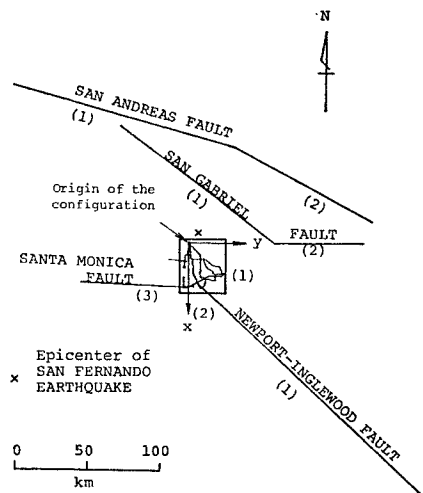 N
SAN ANDREAS FAULT
(1)
SAN GABRIEL
(1)
(2)
Origin of the
configuration
FAULT
(2)
x
y
SANTA MONICA
FAULT
(1)
(3)
(2)
x
NEWPORT-INGLEWOOD FAULT
(1)
Epicenter of
x SAN FERNANDO
EARTHQUAKE
0 50 100
km